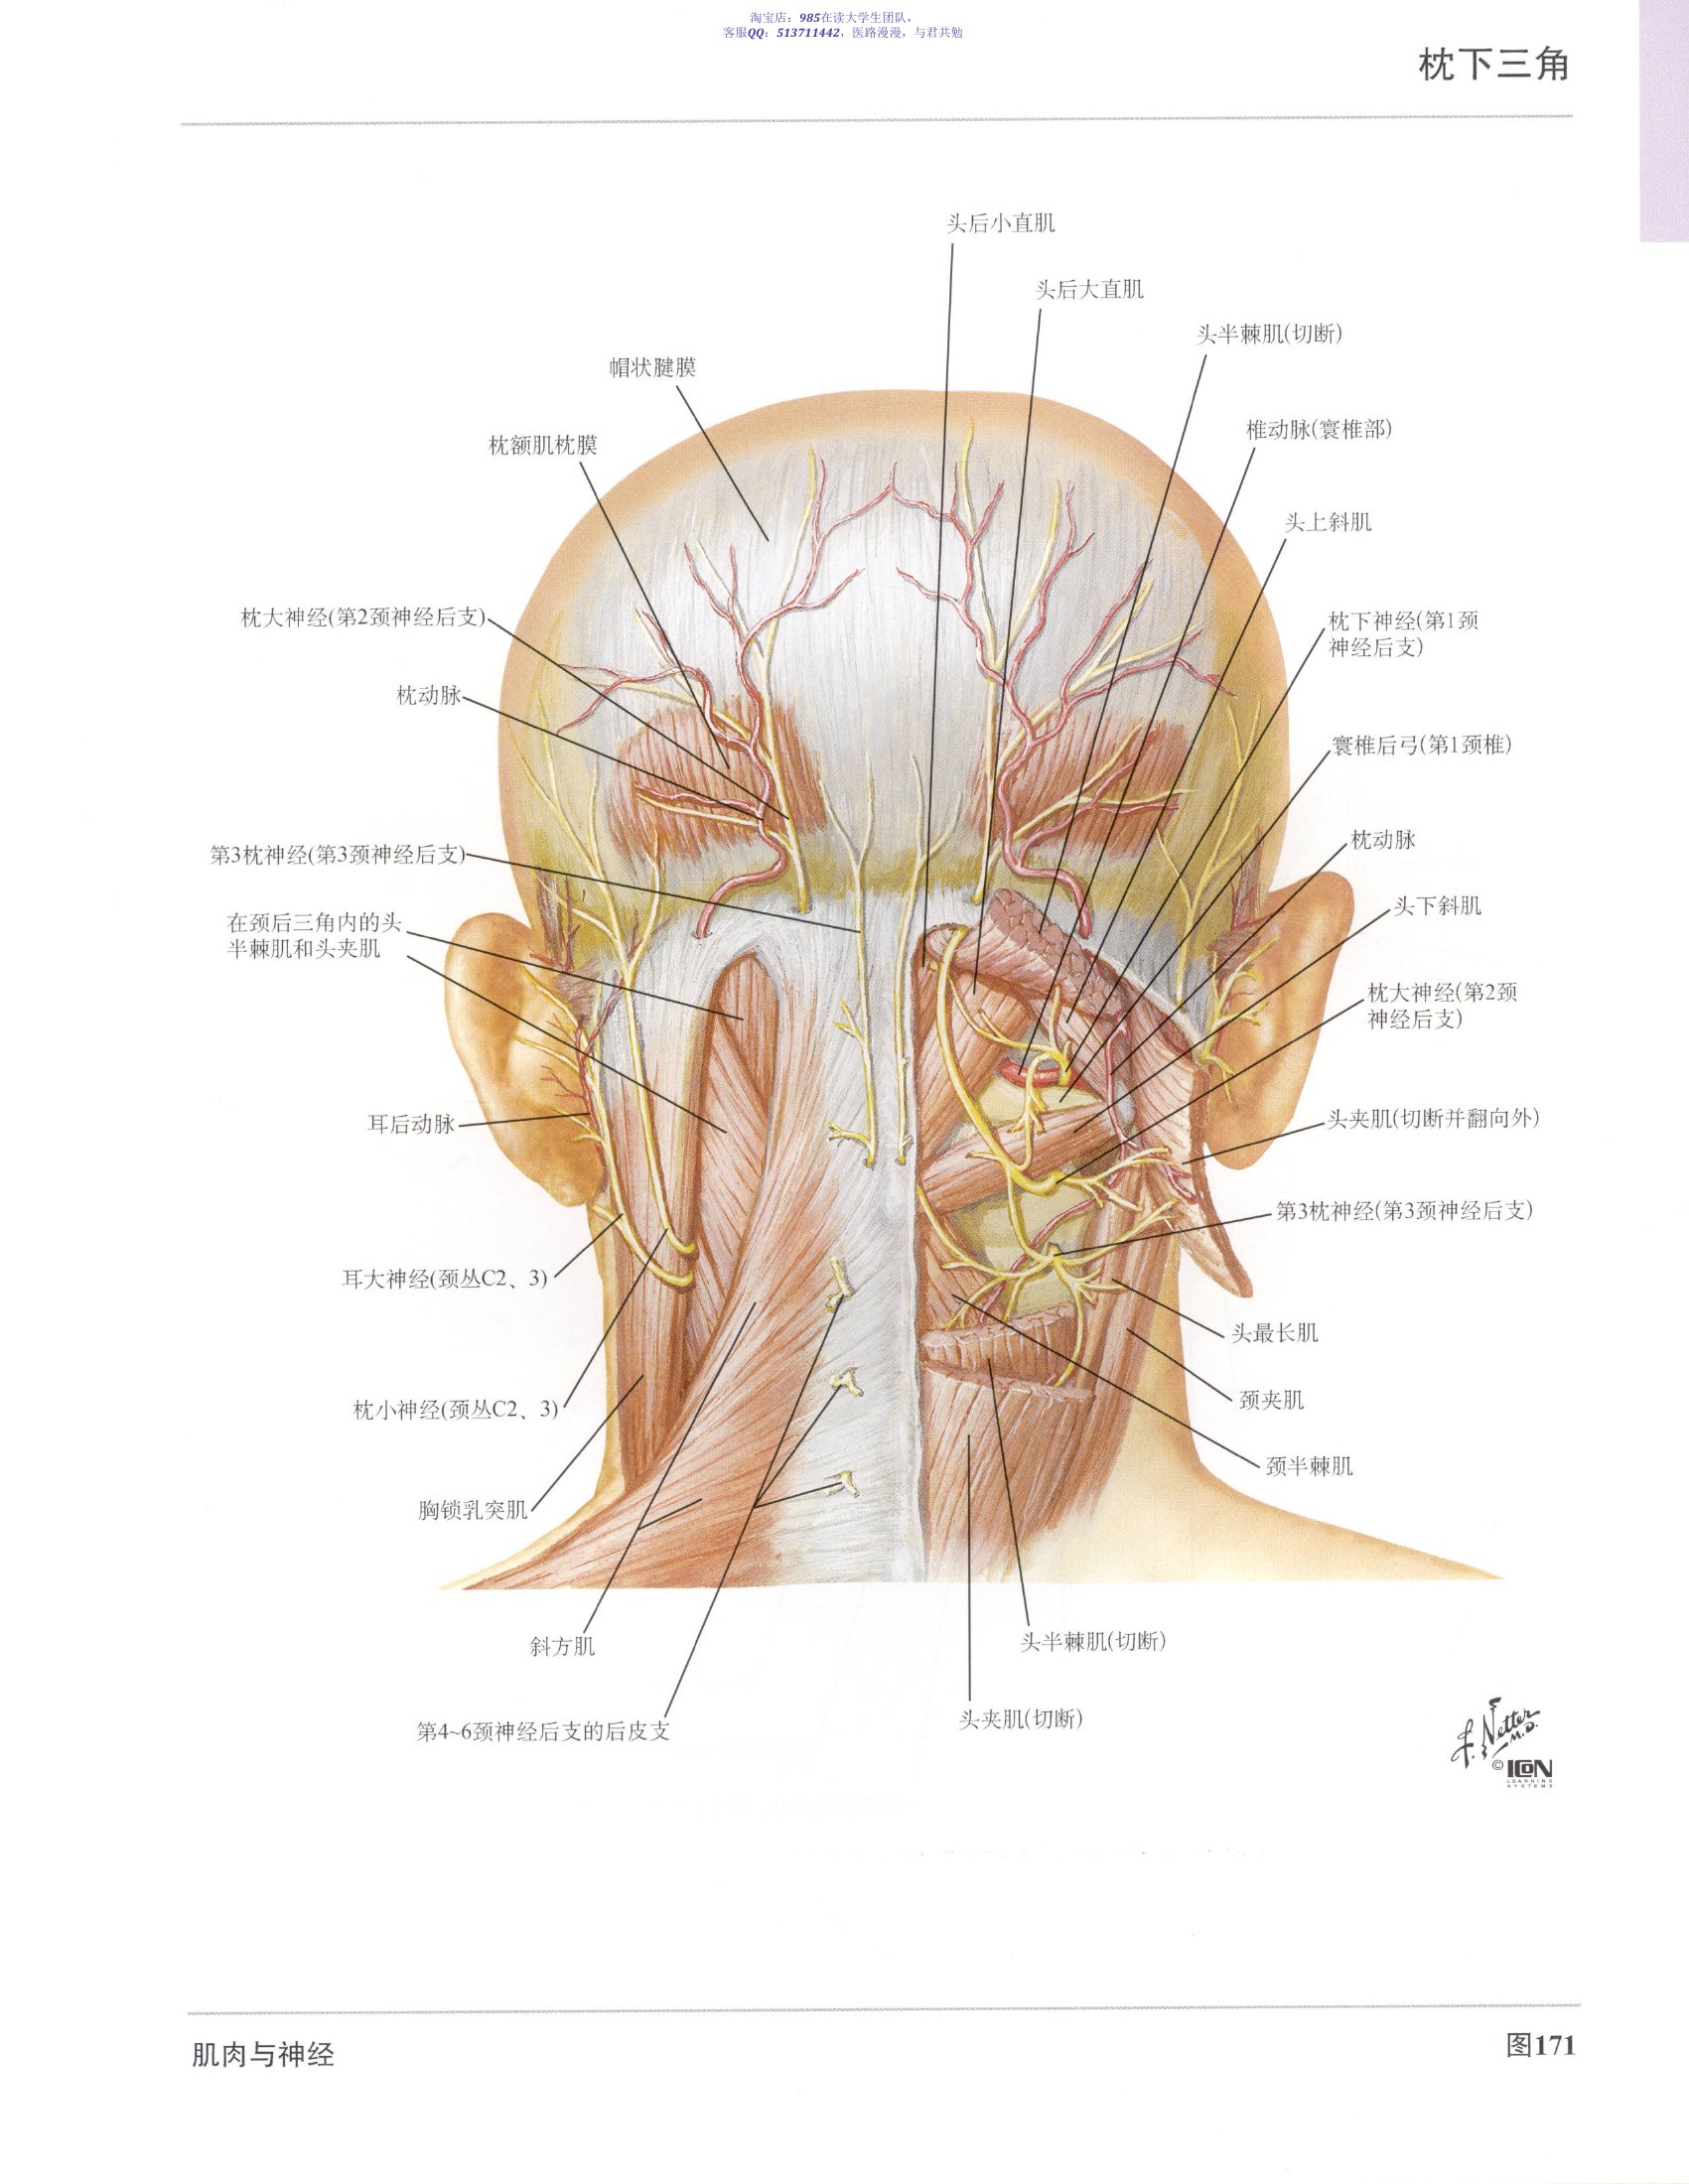 淘宝店：985在读大学生团队，
客服QQ：513711442，医路漫漫，与君共勉
枕下三角
头后小直肌
头后大直肌
头半棘肌(切断)
帽状腱膜
椎动脉(寰椎部)
枕额肌枕膜
头上斜肌
枕大神经(第2颈神经后支)
枕下神经(第1颈
神经后支)
枕动脉
寰椎后弓(第1颈椎)
枕动脉
第3枕神经(第3颈神经后支)
头下斜肌
在颈后三角内的头
半棘肌和头夹肌
枕大神经(第2颈
神经后支)
耳后动脉
头夹肌(切断并翻向外)
第3枕神经(第3颈神经后支)
耳大神经(颈丛C2、3)
头最长肌
颈夹肌
枕小神经(颈丛C2、3)
颈半棘肌
胸锁乳突肌
斜方肌
头半棘肌(切断)
第4~6颈神经后支的后皮支
头夹肌(切断)
F. Netter
M.D.
© ICON
LEARNING
SYSTEMS
肌肉与神经
图171